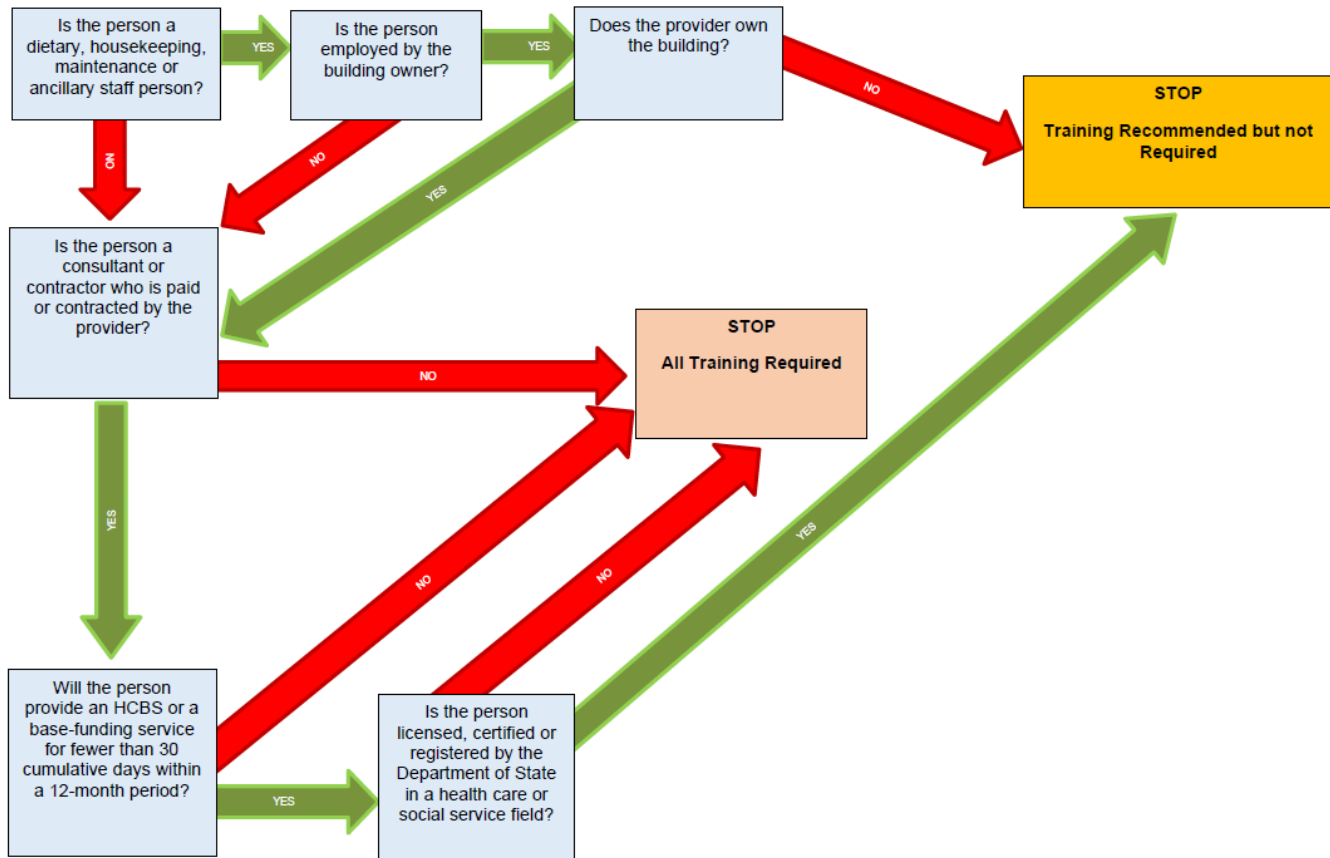 Is the person a
dietary, housekeeping,
maintenance or
ancillary staff person?
YES
Is the person
employed by the
building owner?
YES
Does the provider own
the building?
NO
STOP
Training Recommended but not
Required
NO
NO
YES
Is the person a
consultant or
contractor who is paid
or contracted by the
provider?
NO
STOP
All Training Required
YES
NO
NO
YES
Will the person
provide an HCBS or a
base-funding service
for fewer than 30
cumulative days within
a 12-month period?
YES
Is the person
licensed, certified or
registered by the
Department of State
in a health care or
social service field?